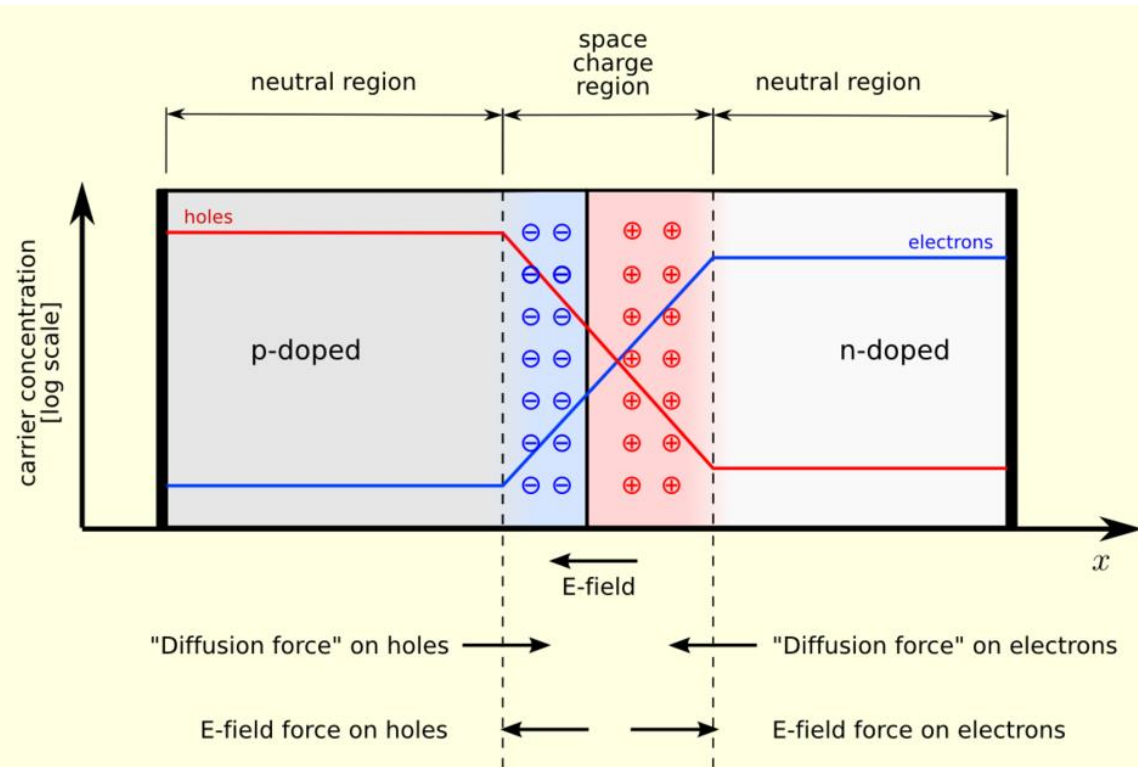 space
charge
region
neutral region
neutral region
holes
electrons
carrier concentration
[log scale]
p-doped
n-doped
x
E-field
"Diffusion force" on holes
"Diffusion force" on electrons
E-field force on holes
E-field force on electrons